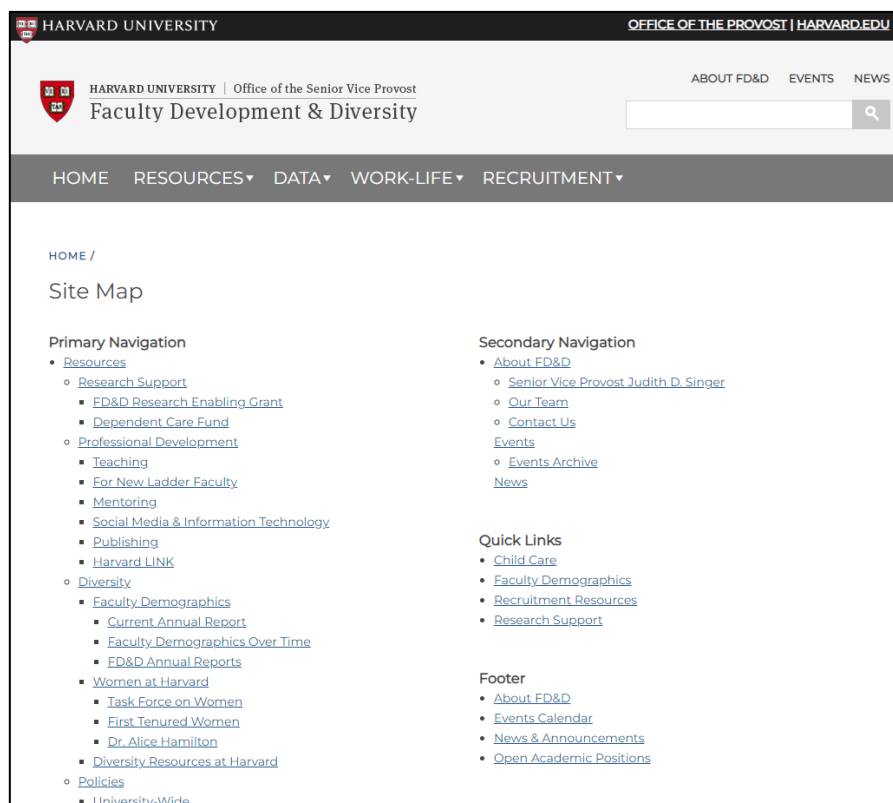 HARVARD UNIVERSITY
OFFICE OF THE PROVOST | HARVARD.EDU
HARVARD UNIVERSITY | Office of the Senior Vice Provost
Faculty Development & Diversity
ABOUT FD&D EVENTS NEWS
HOME RESOURCES▾ DATA▾ WORK-LIFE▾ RECRUITMENT▾
HOME /
Site Map
Primary Navigation
• Resources
◦ Research Support
▪ FD&D Research Enabling Grant
▪ Dependent Care Fund
◦ Professional Development
▪ Teaching
▪ For New Ladder Faculty
▪ Mentoring
▪ Social Media & Information Technology
▪ Publishing
▪ Harvard LINK
◦ Diversity
▪ Faculty Demographics
▪ Current Annual Report
▪ Faculty Demographics Over Time
▪ FD&D Annual Reports
▪ Women at Harvard
▪ Task Force on Women
▪ First Tenured Women
▪ Dr. Alice Hamilton
▪ Diversity Resources at Harvard
◦ Policies
▪ University-Wide
Secondary Navigation
• About FD&D
◦ Senior Vice Provost Judith D. Singer
◦ Our Team
◦ Contact Us
Events
◦ Events Archive
News
Quick Links
• Child Care
• Faculty Demographics
• Recruitment Resources
• Research Support
Footer
• About FD&D
• Events Calendar
• News & Announcements
• Open Academic Positions